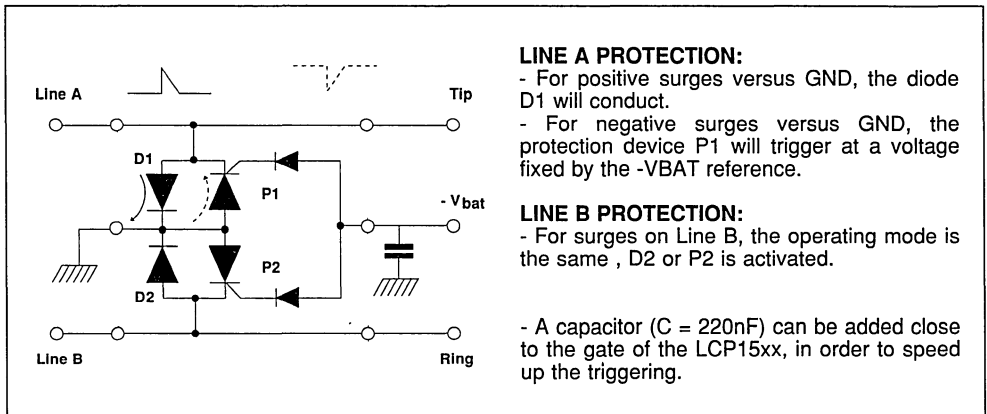 Line A
Tip
D1
P1
- Vbat
P2
D2
Line B
Ring
LINE A PROTECTION:
- For positive surges versus GND, the diode
D1 will conduct.
- For negative surges versus GND, the
protection device P1 will trigger at a voltage
fixed by the -VBAT reference.
LINE B PROTECTION:
- For surges on Line B, the operating mode is
the same , D2 or P2 is activated.
- A capacitor (C = 220nF) can be added close
to the gate of the LCP15xx, in order to speed
up the triggering.